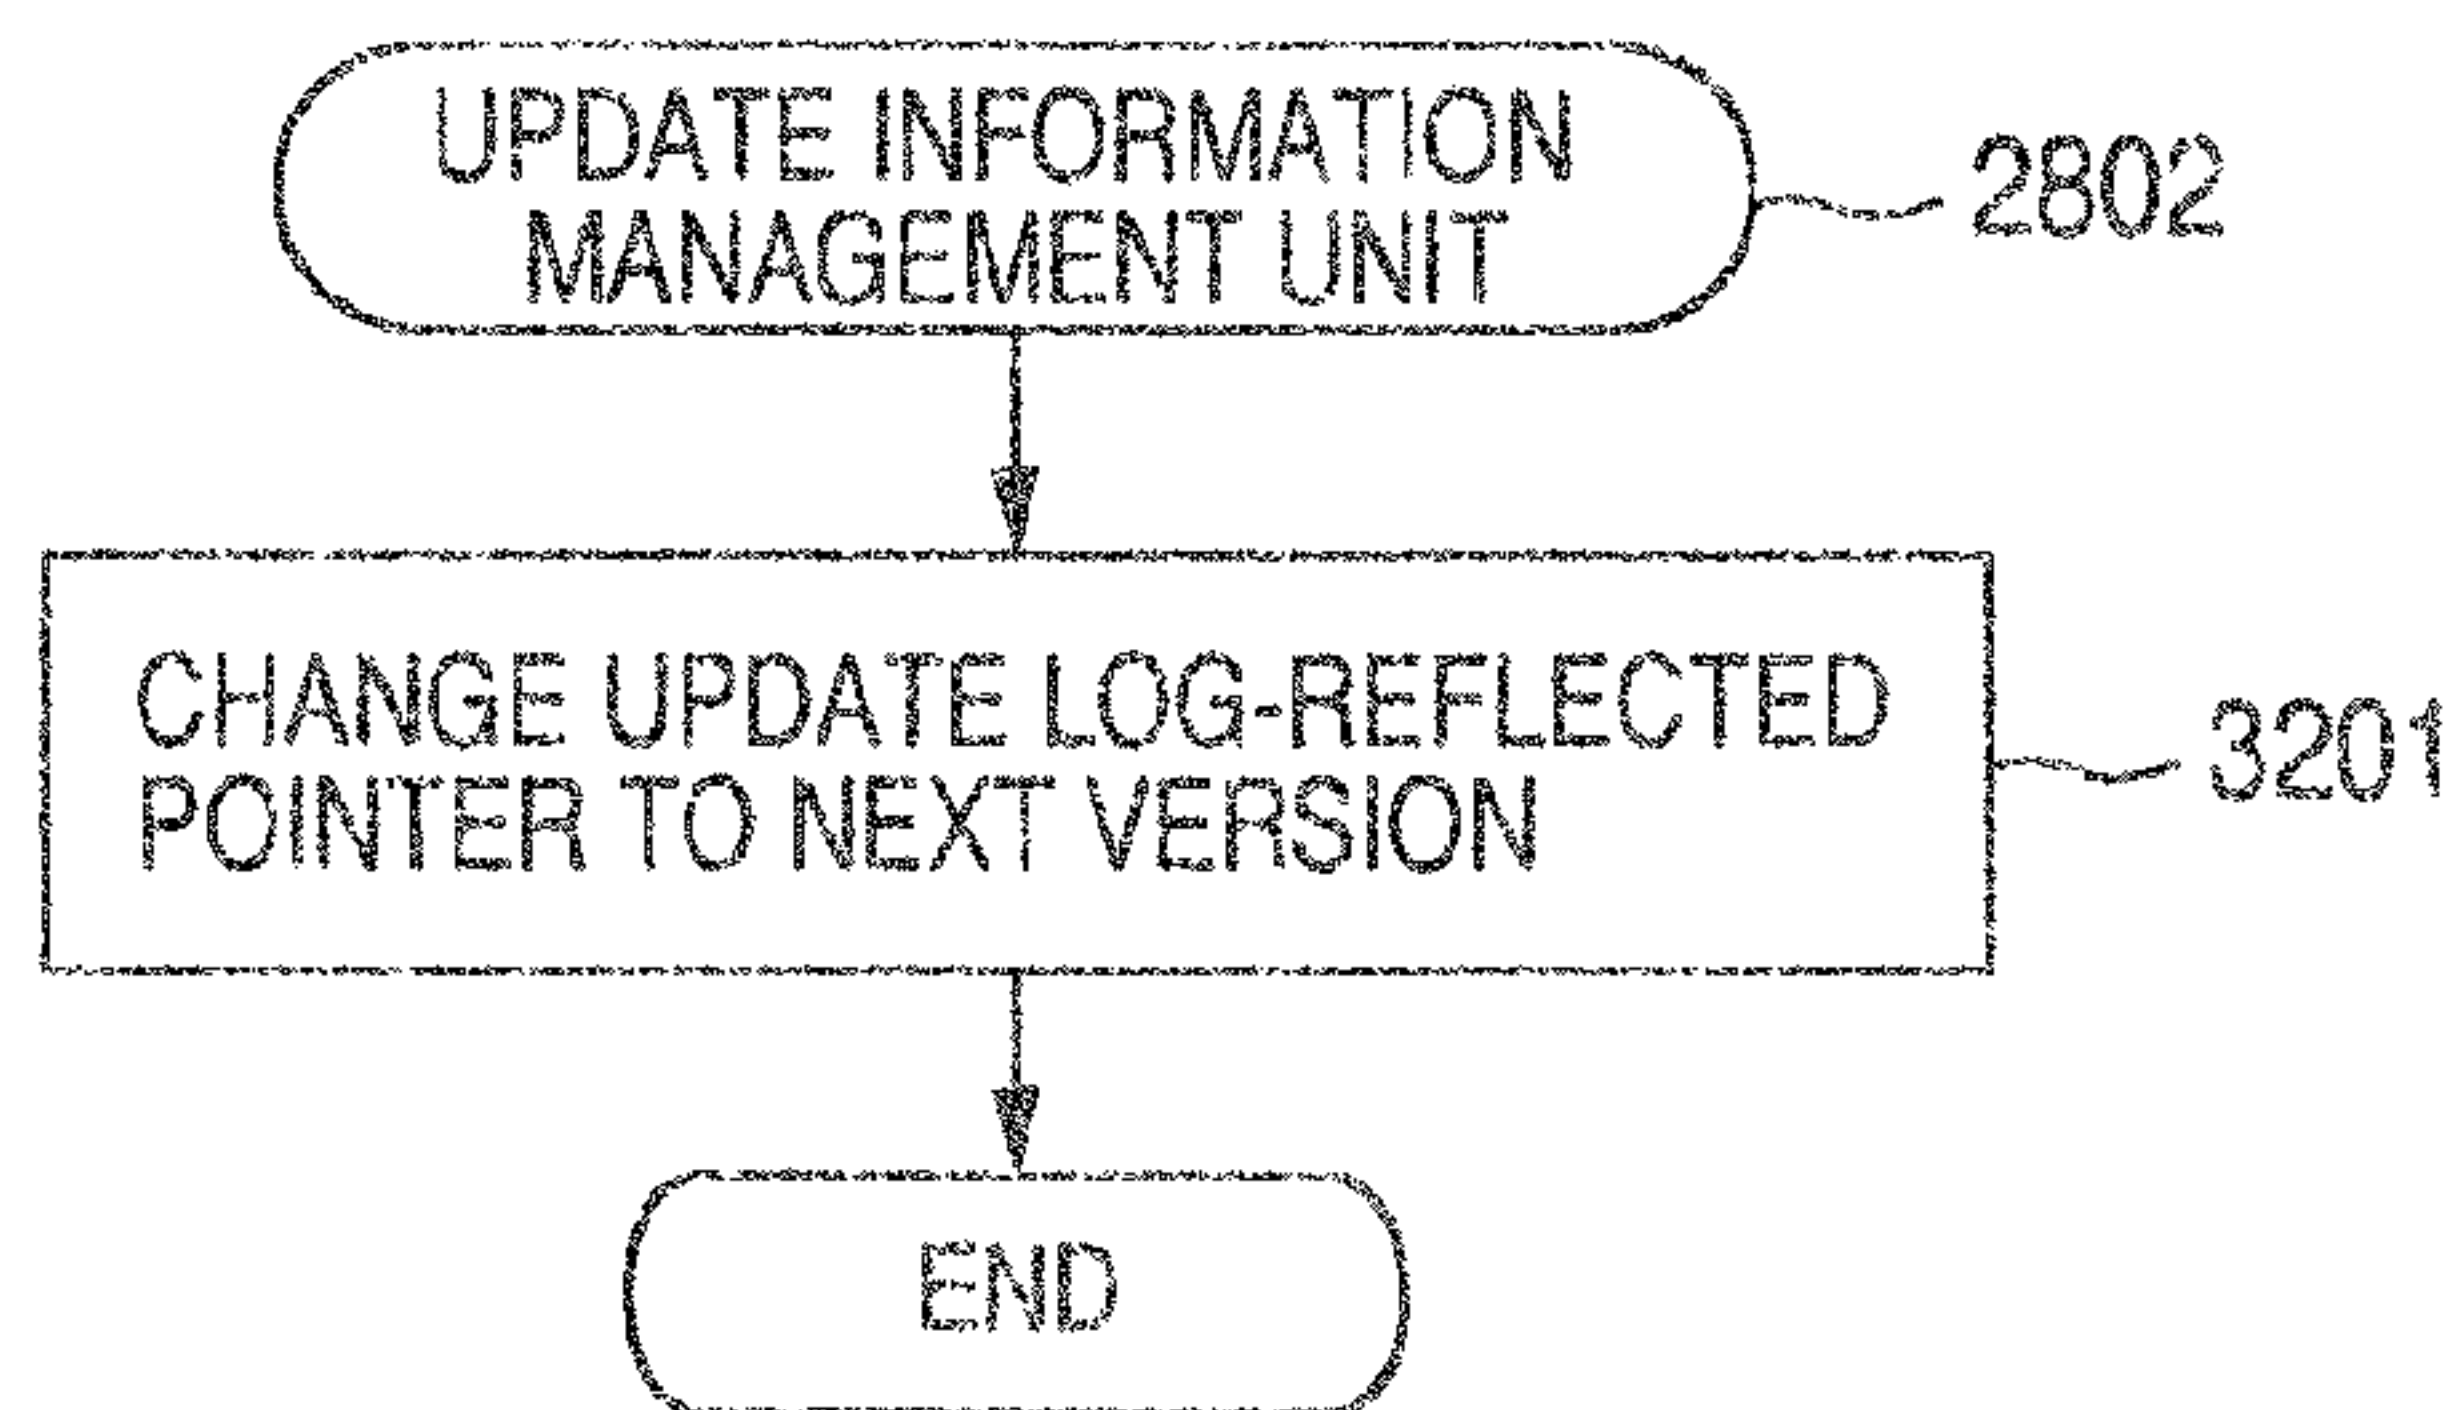 UPDATE INFORMATION
MANAGEMENT UNIT
2802
CHANGE UPDATE LOG-REFLECTED
POINTER TO NEXT VERSION
3201
END